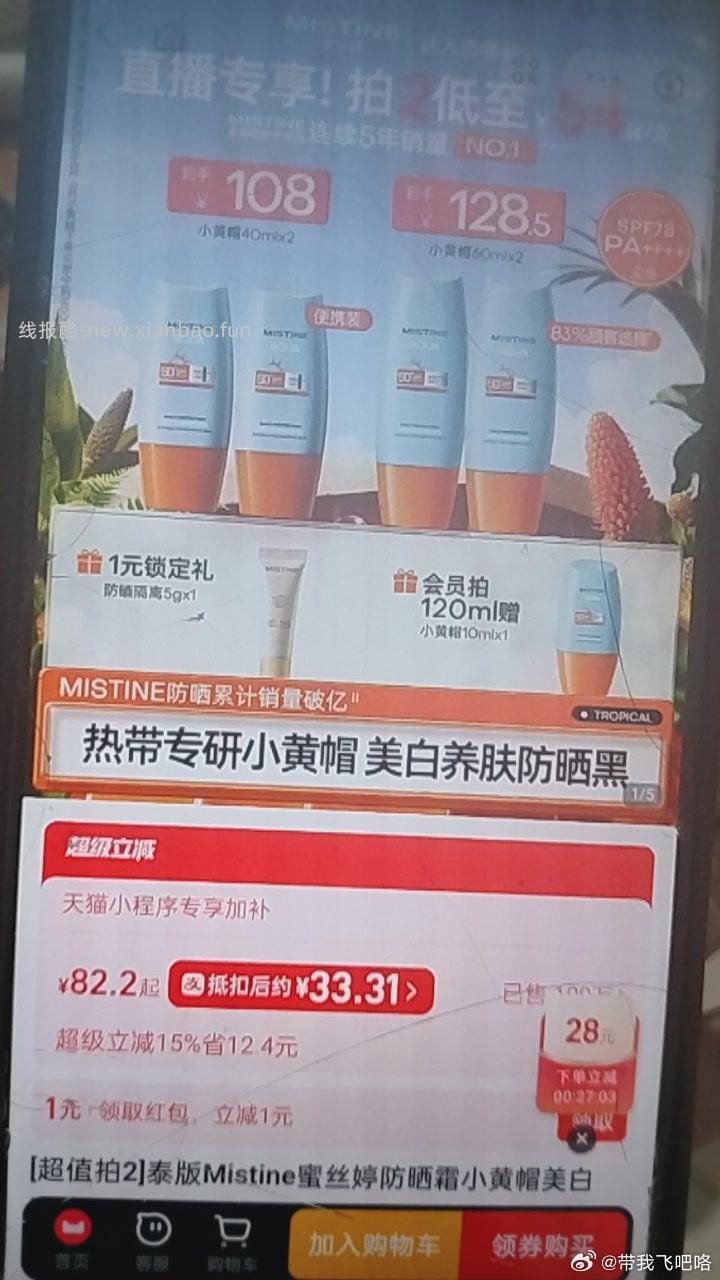 MISTINE
直播专享! 拍2低至¥54
MISTINE 连续5年销量 NO.1
到手 ¥108
到手 ¥128.5
小黄帽40mlx2
小黄帽60mlx2
SPF78
PA++++
便携装
83%顾客选择
线报酷-new.xianbao.fun
MISTINE
MISTINE
MISTINE
MISTINE
1元锁定礼
防晒隔离5gx1
MISTINE
会员拍
120ml赠
小黄帽10mlx1
MISTINE防晒累计销量破亿
TROPICAL
热带专研小黄帽 美白养肤防晒黑
1/5
超级立减
天猫小程序专享加补
¥82.2起
抵扣后约¥33.31>
已售
超级立减15%省12.4元
28元
下单立减
00:27:03
领取
1元 领取红包，立减1元
[超值拍2]泰版Mistine蜜丝婷防晒霜小黄帽美白
首页
客服
购物车
加入购物车
领券购买
@带我飞吧咯